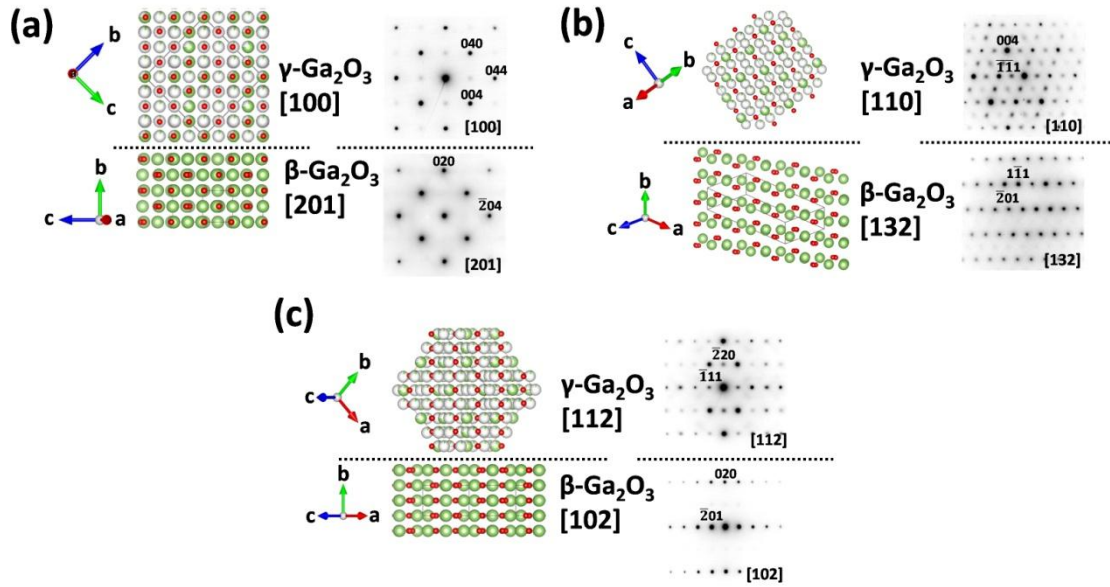 (a)
b
c
γ-Ga₂O₃
[100]
040
044
004
[100]
b
c
a
β-Ga₂O₃
[201]
020
2̄04
[201]
(b)
c
b
a
γ-Ga₂O₃
[110]
004
1̄11
[110]
b
c
a
β-Ga₂O₃
[132]
11̄1
2̄01
[132]
(c)
b
c
a
γ-Ga₂O₃
[112]
2̄20
1̄11
[112]
b
c
a
β-Ga₂O₃
[102]
020
2̄01
[102]